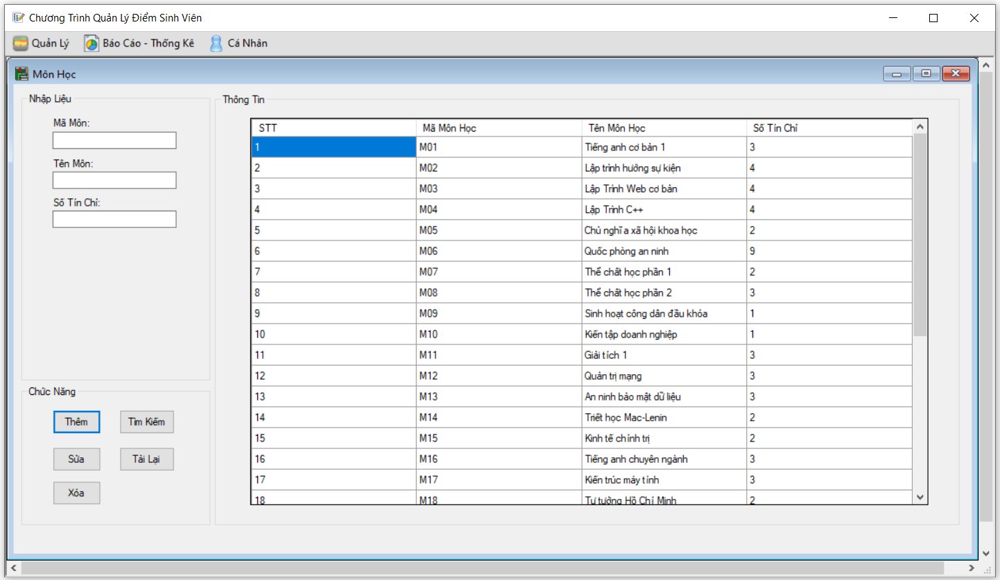 Chương Trình Quản Lý Điểm Sinh Viên
Quản Lý Báo Cáo - Thống Kê Cá Nhân
Môn Học
Nhập Liệu
Mã Môn:
Tên Môn:
Số Tín Chỉ:
Chức Năng
Thêm Tìm Kiếm
Sửa Tải Lại
Xóa
Thông Tin
STT Mã Môn Học Tên Môn Học Số Tín Chỉ
1 M01 Tiếng anh cơ bản 1 3
2 M02 Lập trình hướng sự kiện 4
3 M03 Lập Trình Web cơ bản 4
4 M04 Lập Trình C++ 4
5 M05 Chủ nghĩa xã hội khoa học 2
6 M06 Quốc phòng an ninh 9
7 M07 Thể chất học phần 1 2
8 M08 Thể chất học phần 2 3
9 M09 Sinh hoạt công dân đầu khóa 1
10 M10 Kiến tập doanh nghiệp 1
11 M11 Giải tích 1 3
12 M12 Quản trị mạng 3
13 M13 An ninh bảo mật dữ liệu 3
14 M14 Triết học Mac-Lenin 2
15 M15 Kinh tế chính trị 2
16 M16 Tiếng anh chuyên ngành 3
17 M17 Kiến trúc máy tính 3
18 M18 Tư tưởng Hồ Chí Minh 2